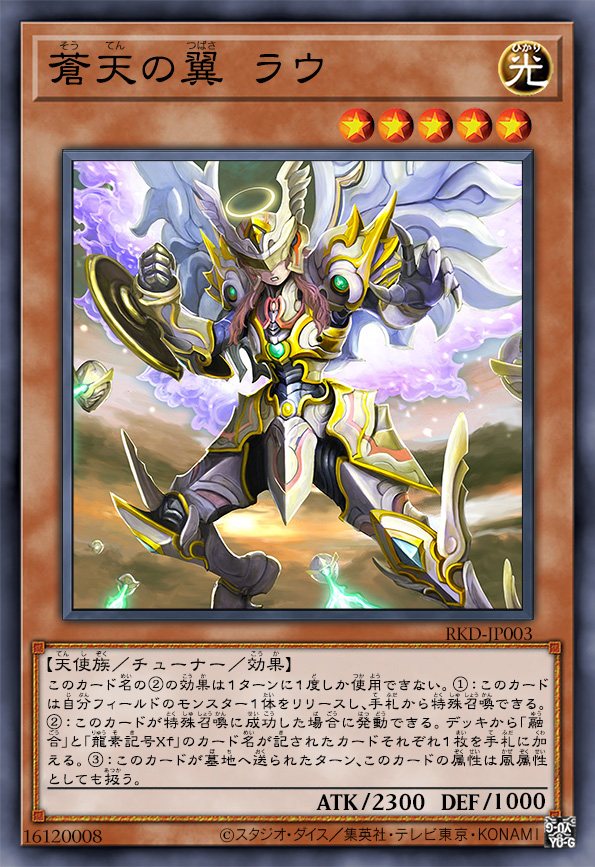 蒼天の翼 ラウ
光
RKD-JP003
【天使族／チューナー／効果】
このカード名の②の効果は１ターンに１度しか使用できない。①：このカード
は自分フィールドのモンスター１体をリリースし、手札から特殊召喚できる。
②：このカードが特殊召喚に成功した場合に発動できる。デッキから「融
合」と「龍素記号Xf」のカード名が記されたカードそれぞれ１枚を手札に加
える。③：このカードが墓地へ送られたターン、このカードの属性は風属性
としても扱う。
ATK/2300 DEF/1000
16120008 ©スタジオ・ダイス／集英社・テレビ東京・KONAMI